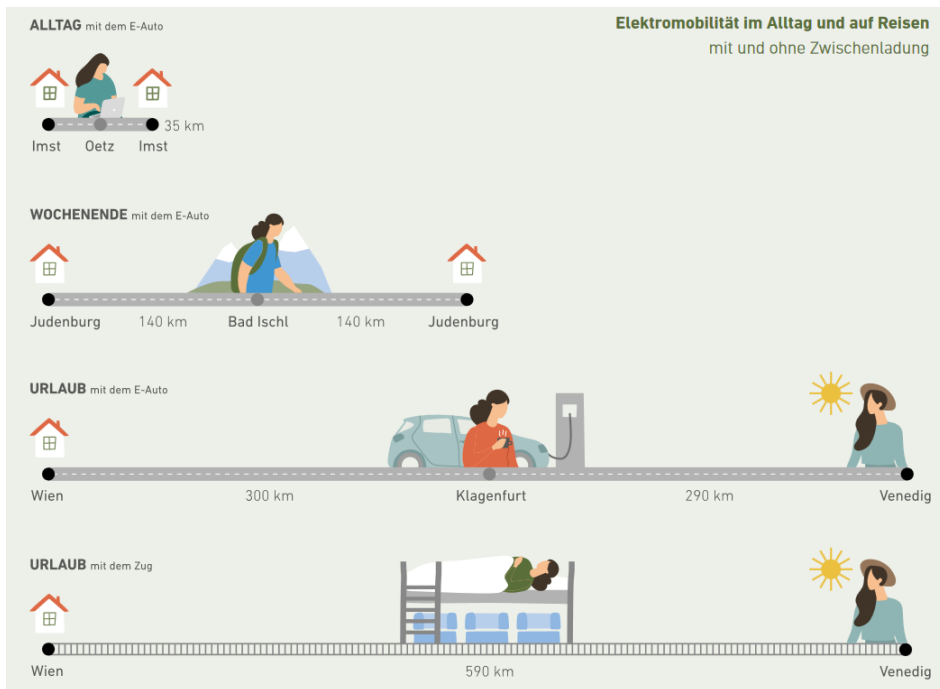 Elektromobilität im Alltag und auf Reisen
mit und ohne Zwischenladung
ALLTAG mit dem E-Auto
35 km
Imst Oetz Imst
WOCHENENDE mit dem E-Auto
Judenburg 140 km Bad Ischl 140 km Judenburg
URLAUB mit dem E-Auto
Wien 300 km Klagenfurt 290 km Venedig
URLAUB mit dem Zug
Wien 590 km Venedig